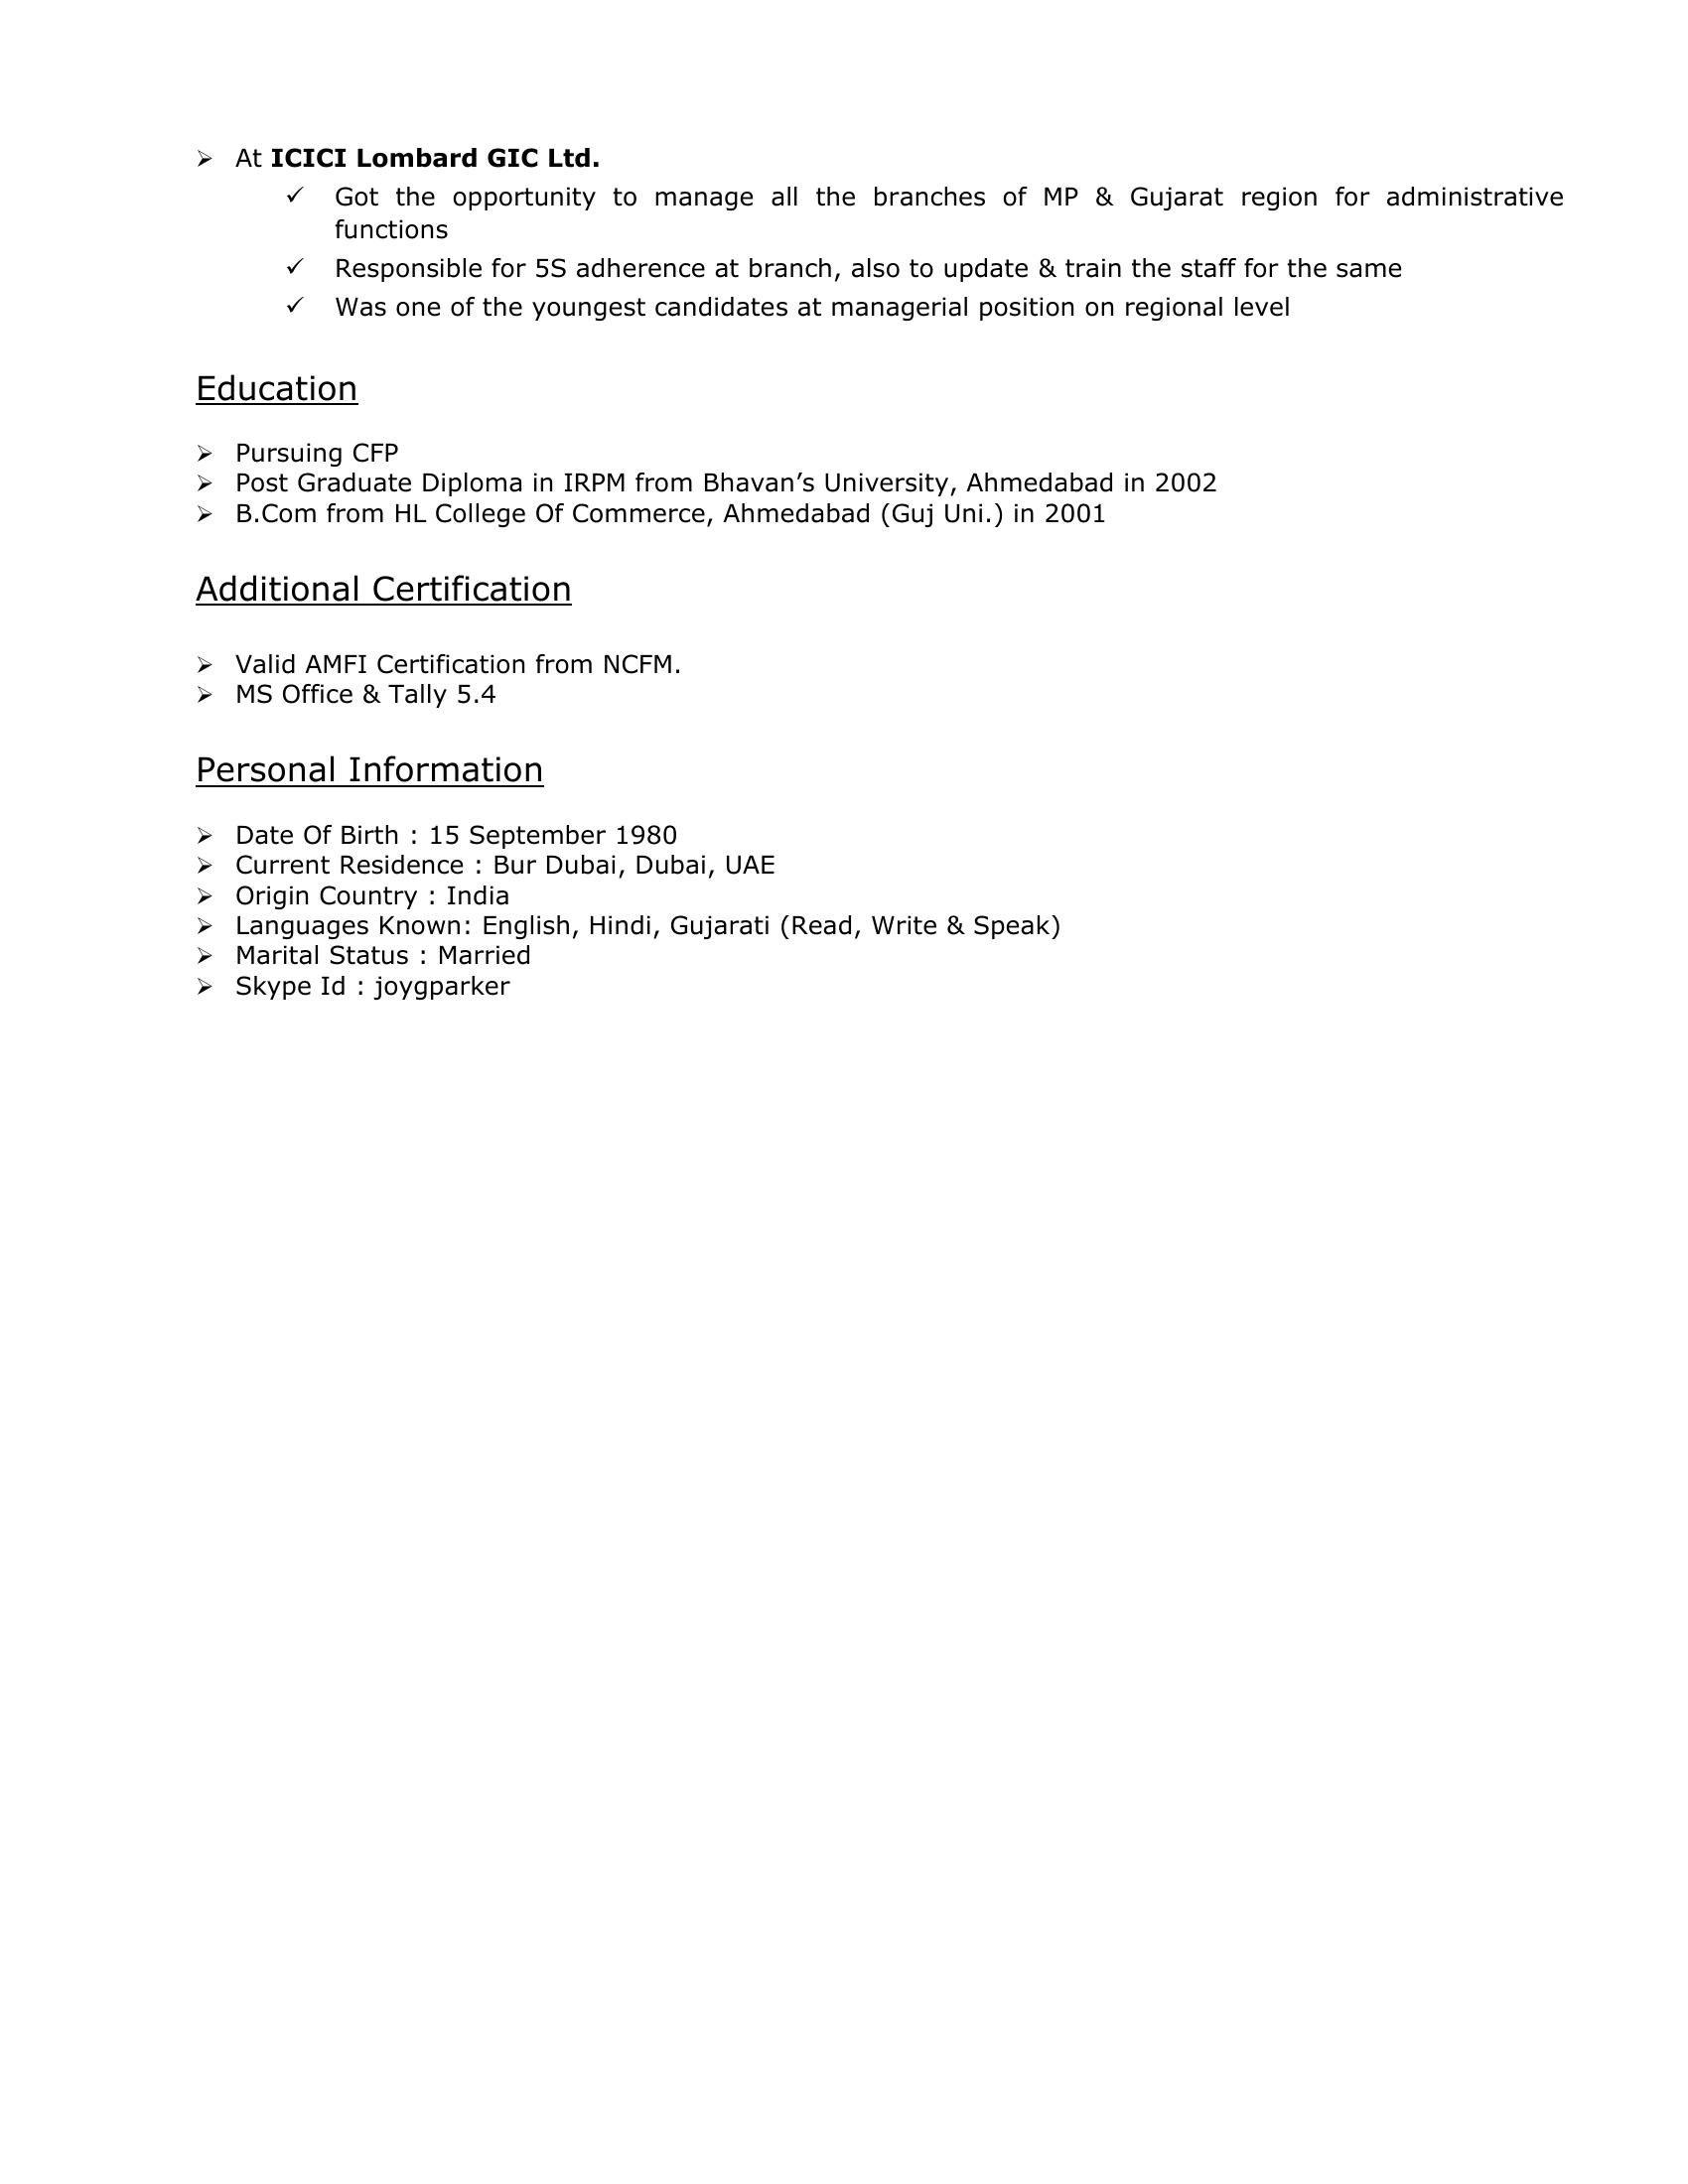 ➢ At ICICI Lombard GIC Ltd.
✓ Got the opportunity to manage all the branches of MP & Gujarat region for administrative
functions
✓ Responsible for 5S adherence at branch, also to update & train the staff for the same
✓ Was one of the youngest candidates at managerial position on regional level
Education
➢ Pursuing CFP
➢ Post Graduate Diploma in IRPM from Bhavan’s University, Ahmedabad in 2002
➢ B.Com from HL College Of Commerce, Ahmedabad (Guj Uni.) in 2001
Additional Certification
➢ Valid AMFI Certification from NCFM.
➢ MS Office & Tally 5.4
Personal Information
➢ Date Of Birth : 15 September 1980
➢ Current Residence : Bur Dubai, Dubai, UAE
➢ Origin Country : India
➢ Languages Known: English, Hindi, Gujarati (Read, Write & Speak)
➢ Marital Status : Married
➢ Skype Id : joygparker